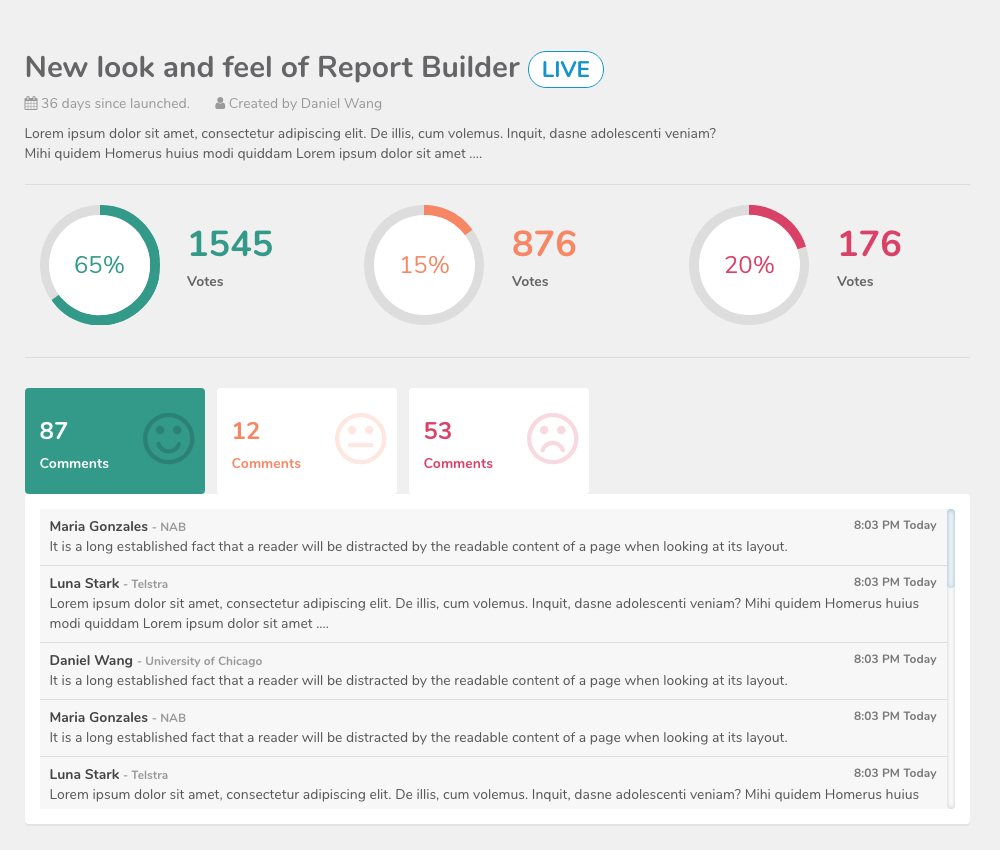 New look and feel of Report Builder LIVE
36 days since launched. Created by Daniel Wang
Lorem ipsum dolor sit amet, consectetur adipiscing elit. De illis, cum volemus. Inquit, dasne adolescenti veniam?
Mihi quidem Homerus huius modi quiddam Lorem ipsum dolor sit amet ....
65%
1545
Votes
15%
876
Votes
20%
176
Votes
87
Comments
12
Comments
53
Comments
Maria Gonzales - NAB 8:03 PM Today
It is a long established fact that a reader will be distracted by the readable content of a page when looking at its layout.
Luna Stark - Telstra 8:03 PM Today
Lorem ipsum dolor sit amet, consectetur adipiscing elit. De illis, cum volemus. Inquit, dasne adolescenti veniam? Mihi quidem Homerus huius
modi quiddam Lorem ipsum dolor sit amet ....
Daniel Wang - University of Chicago 8:03 PM Today
It is a long established fact that a reader will be distracted by the readable content of a page when looking at its layout.
Maria Gonzales - NAB 8:03 PM Today
It is a long established fact that a reader will be distracted by the readable content of a page when looking at its layout.
Luna Stark - Telstra 8:03 PM Today
Lorem ipsum dolor sit amet, consectetur adipiscing elit. De illis, cum volemus. Inquit, dasne adolescenti veniam? Mihi quidem Homerus huius